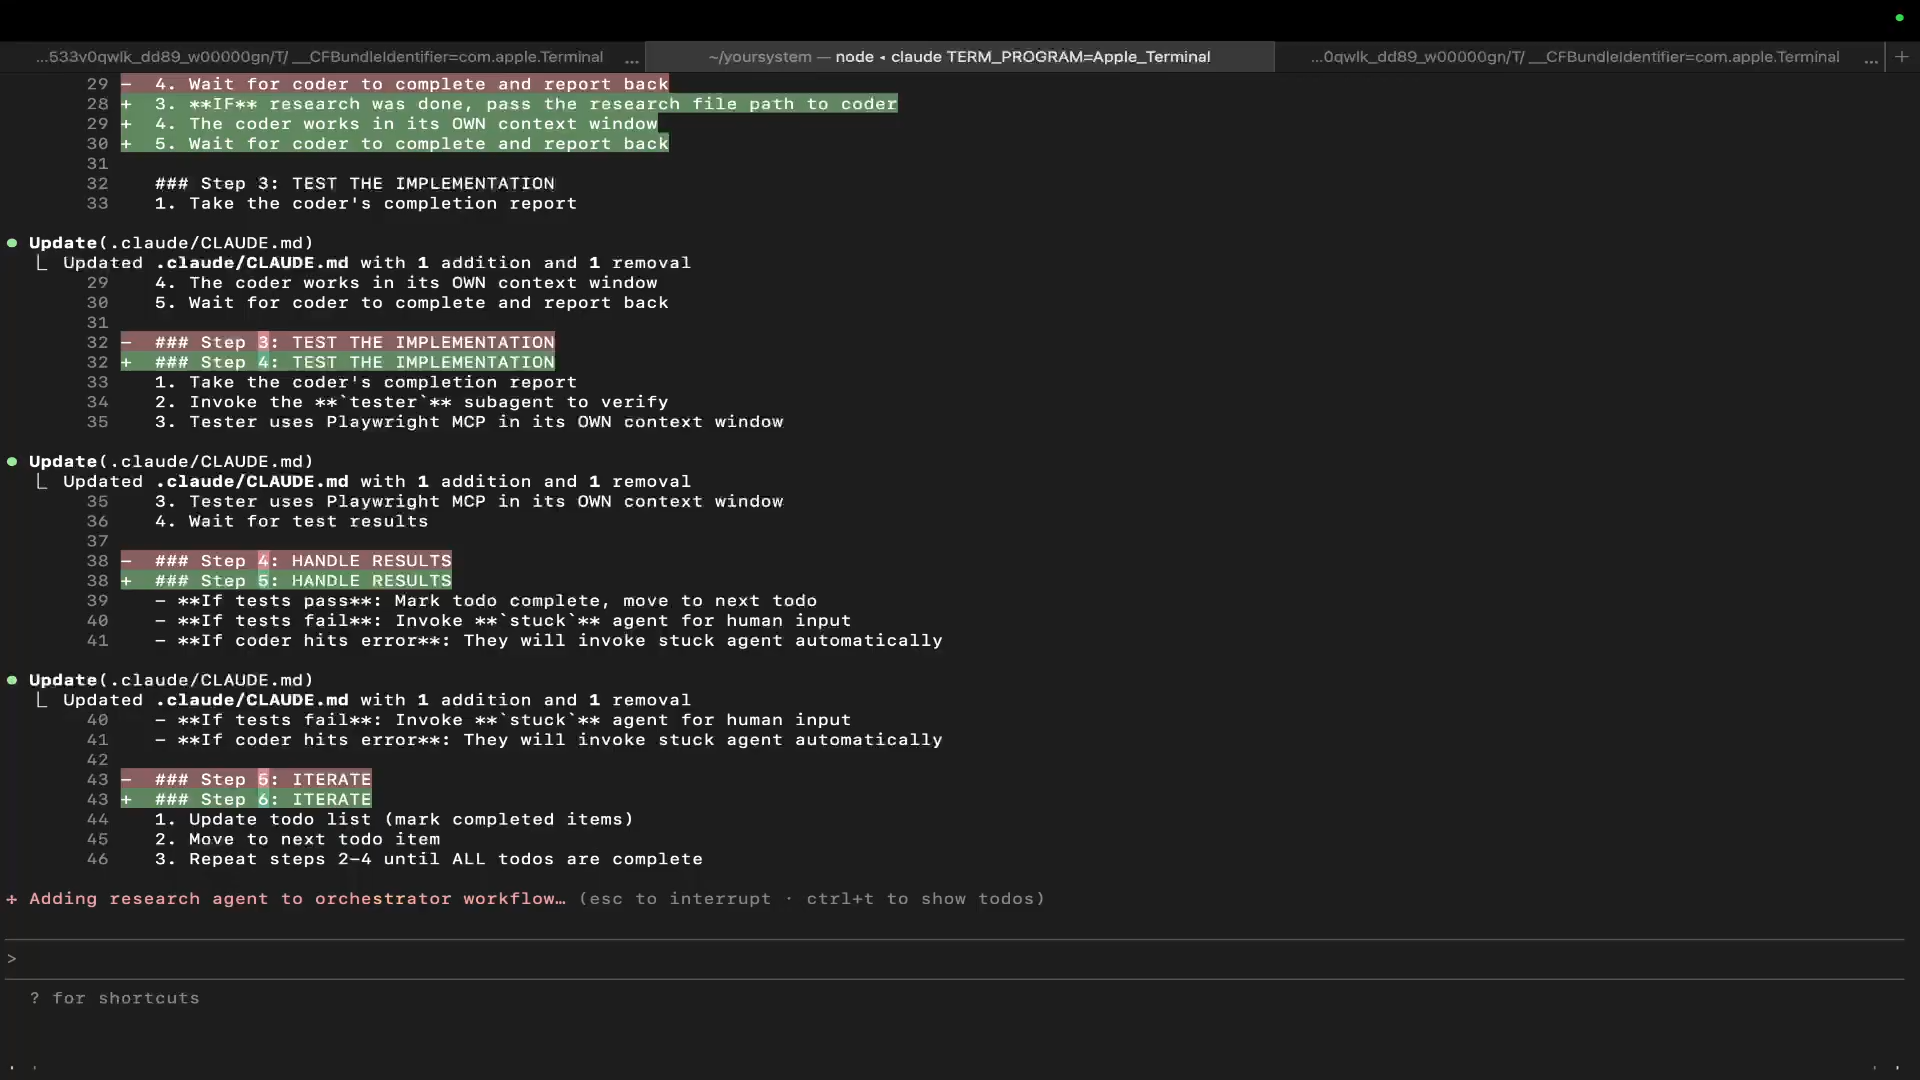 ...533v0qwlk_dd89_w00000gn/T/ __CFBundleIdentifier=com.apple.Terminal ... ~/yoursystem — node ◂ claude TERM_PROGRAM=Apple_Terminal ...0qwlk_dd89_w00000gn/T/ __CFBundleIdentifier=com.apple.Terminal ... +
29 - 4. Wait for coder to complete and report back
28 + 3. **IF** research was done, pass the research file path to coder
29 + 4. The coder works in its OWN context window
30 + 5. Wait for coder to complete and report back
31
32 ### Step 3: TEST THE IMPLEMENTATION
33 1. Take the coder's completion report
● Update(.claude/CLAUDE.md)
⎿ Updated .claude/CLAUDE.md with 1 addition and 1 removal
29 4. The coder works in its OWN context window
30 5. Wait for coder to complete and report back
31
32 - ### Step 3: TEST THE IMPLEMENTATION
32 + ### Step 4: TEST THE IMPLEMENTATION
33 1. Take the coder's completion report
34 2. Invoke the **`tester`** subagent to verify
35 3. Tester uses Playwright MCP in its OWN context window
● Update(.claude/CLAUDE.md)
⎿ Updated .claude/CLAUDE.md with 1 addition and 1 removal
35 3. Tester uses Playwright MCP in its OWN context window
36 4. Wait for test results
37
38 - ### Step 4: HANDLE RESULTS
38 + ### Step 5: HANDLE RESULTS
39 - **If tests pass**: Mark todo complete, move to next todo
40 - **If tests fail**: Invoke **`stuck`** agent for human input
41 - **If coder hits error**: They will invoke stuck agent automatically
● Update(.claude/CLAUDE.md)
⎿ Updated .claude/CLAUDE.md with 1 addition and 1 removal
40 - **If tests fail**: Invoke **`stuck`** agent for human input
41 - **If coder hits error**: They will invoke stuck agent automatically
42
43 - ### Step 5: ITERATE
43 + ### Step 6: ITERATE
44 1. Update todo list (mark completed items)
45 2. Move to next todo item
46 3. Repeat steps 2-4 until ALL todos are complete
+ Adding research agent to orchestrator workflow… (esc to interrupt · ctrl+t to show todos)
>
? for shortcuts